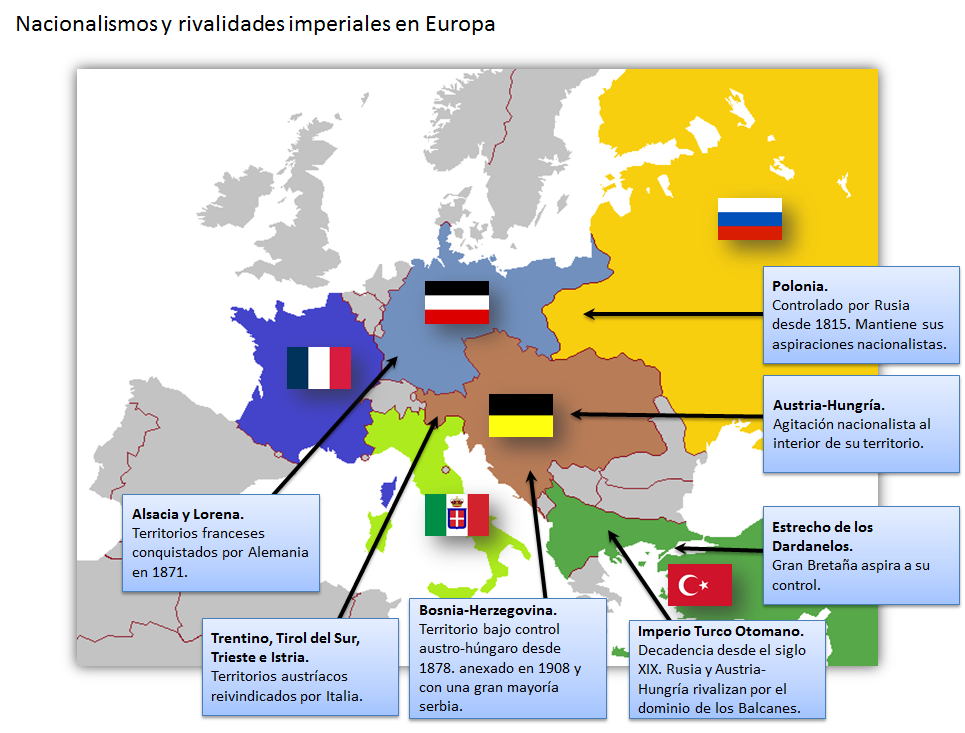 Nacionalismos y rivalidades imperiales en Europa
Polonia.
Controlado por Rusia
desde 1815. Mantiene sus
aspiraciones nacionalistas.
Austria-Hungría.
Agitación nacionalista al
interior de su territorio.
Alsacia y Lorena.
Territorios franceses
conquistados por Alemania
en 1871.
Estrecho de los
Dardanelos.
Gran Bretaña aspira a su
control.
Trentino, Tirol del Sur,
Trieste e Istria.
Territorios austríacos
reivindicados por Italia.
Bosnia-Herzegovina.
Territorio bajo control
austro-húngaro desde
1878. anexado en 1908 y
con una gran mayoría
serbia.
Imperio Turco Otomano.
Decadencia desde el siglo
XIX. Rusia y Austria-
Hungría rivalizan por el
dominio de los Balcanes.